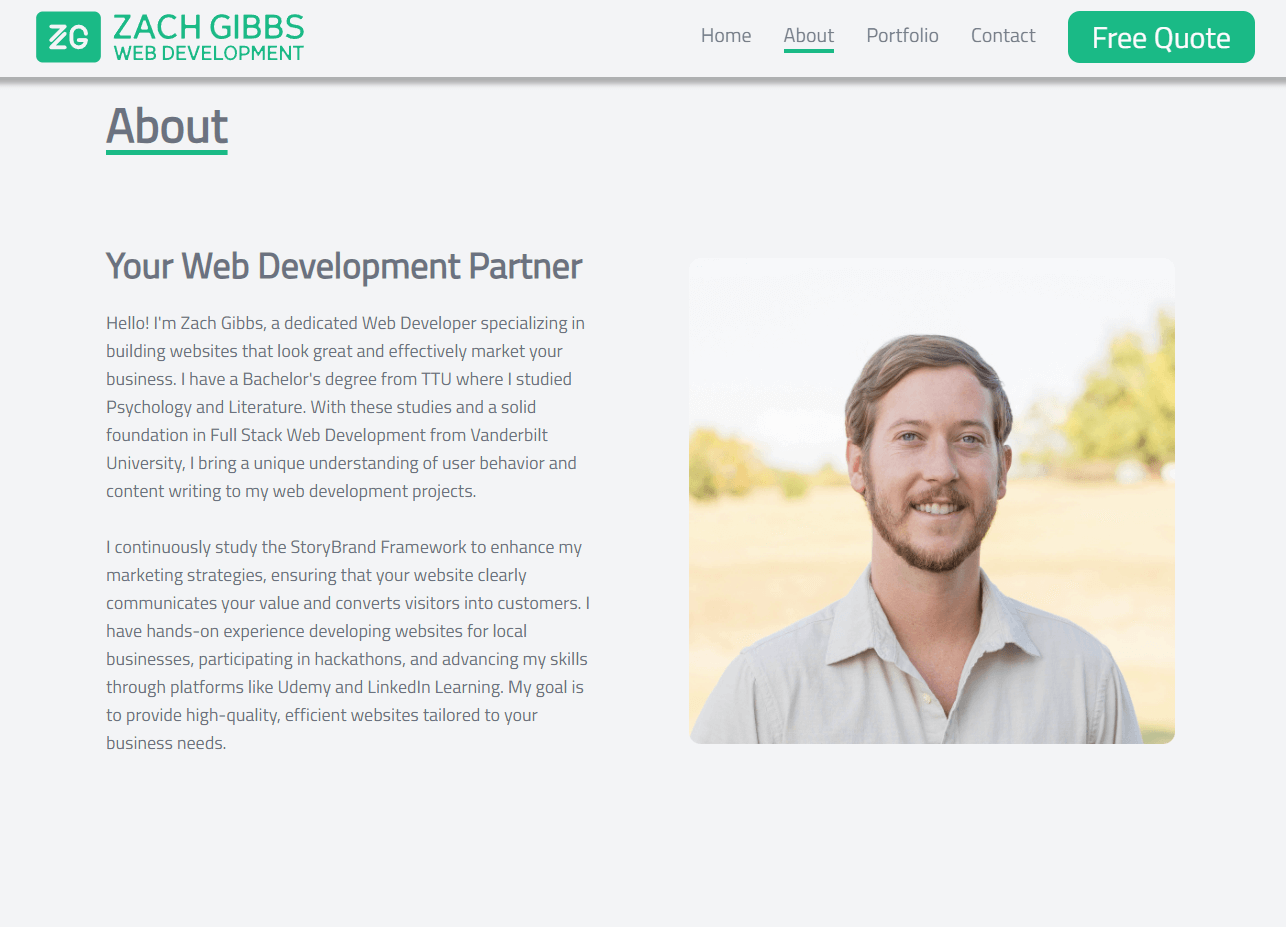 ZG
ZACH GIBBS
WEB DEVELOPMENT
Home
About
Portfolio
Contact
Free Quote
About
Your Web Development Partner
Hello! I'm Zach Gibbs, a dedicated Web Developer specializing in
building websites that look great and effectively market your
business. I have a Bachelor's degree from TTU where I studied
Psychology and Literature. With these studies and a solid
foundation in Full Stack Web Development from Vanderbilt
University, I bring a unique understanding of user behavior and
content writing to my web development projects.
I continuously study the StoryBrand Framework to enhance my
marketing strategies, ensuring that your website clearly
communicates your value and converts visitors into customers. I
have hands-on experience developing websites for local
businesses, participating in hackathons, and advancing my skills
through platforms like Udemy and LinkedIn Learning. My goal is
to provide high-quality, efficient websites tailored to your
business needs.